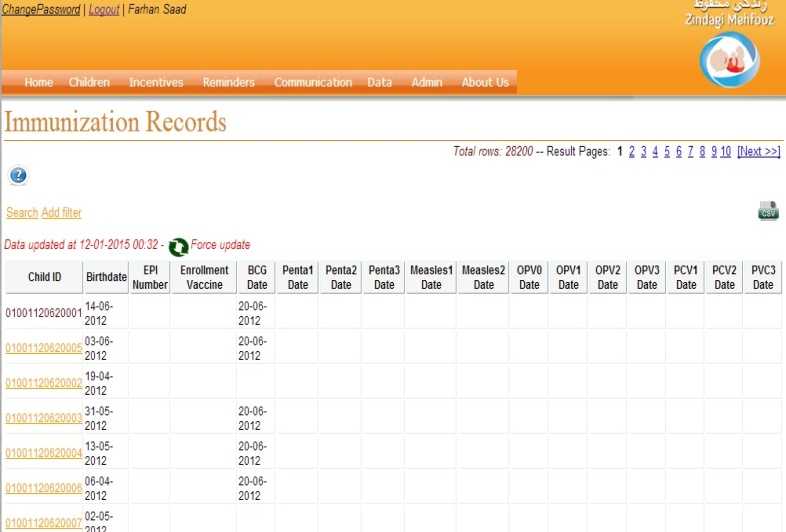 ChangePassword | Logout | Farhan Saad
زندگی محفوظ
Zindagi Mehfooz
Home Children Incentives Reminders Communication Data Admin About Us
Immunization Records
Total rows: 28200 -- Result Pages: 1 2 3 4 5 6 7 8 9 10 [Next >>]
?
Search Add filter
CSV
Data updated at 12-01-2015 00:32 - Force update
Child ID Birthdate EPI Number Enrollment Vaccine BCG Date Penta1 Date Penta2 Date Penta3 Date Measles1 Date Measles2 Date OPV0 Date OPV1 Date OPV2 Date OPV3 Date PCV1 Date PCV2 Date PVC3 Date
01001120620001 14-06-2012 20-06-2012
01001120620005 03-06-2012 20-06-2012
01001120620002 19-04-2012
01001120620003 31-05-2012 20-06-2012
01001120620004 13-05-2012 20-06-2012
01001120620006 06-04-2012 20-06-2012
01001120620007 02-05-2012